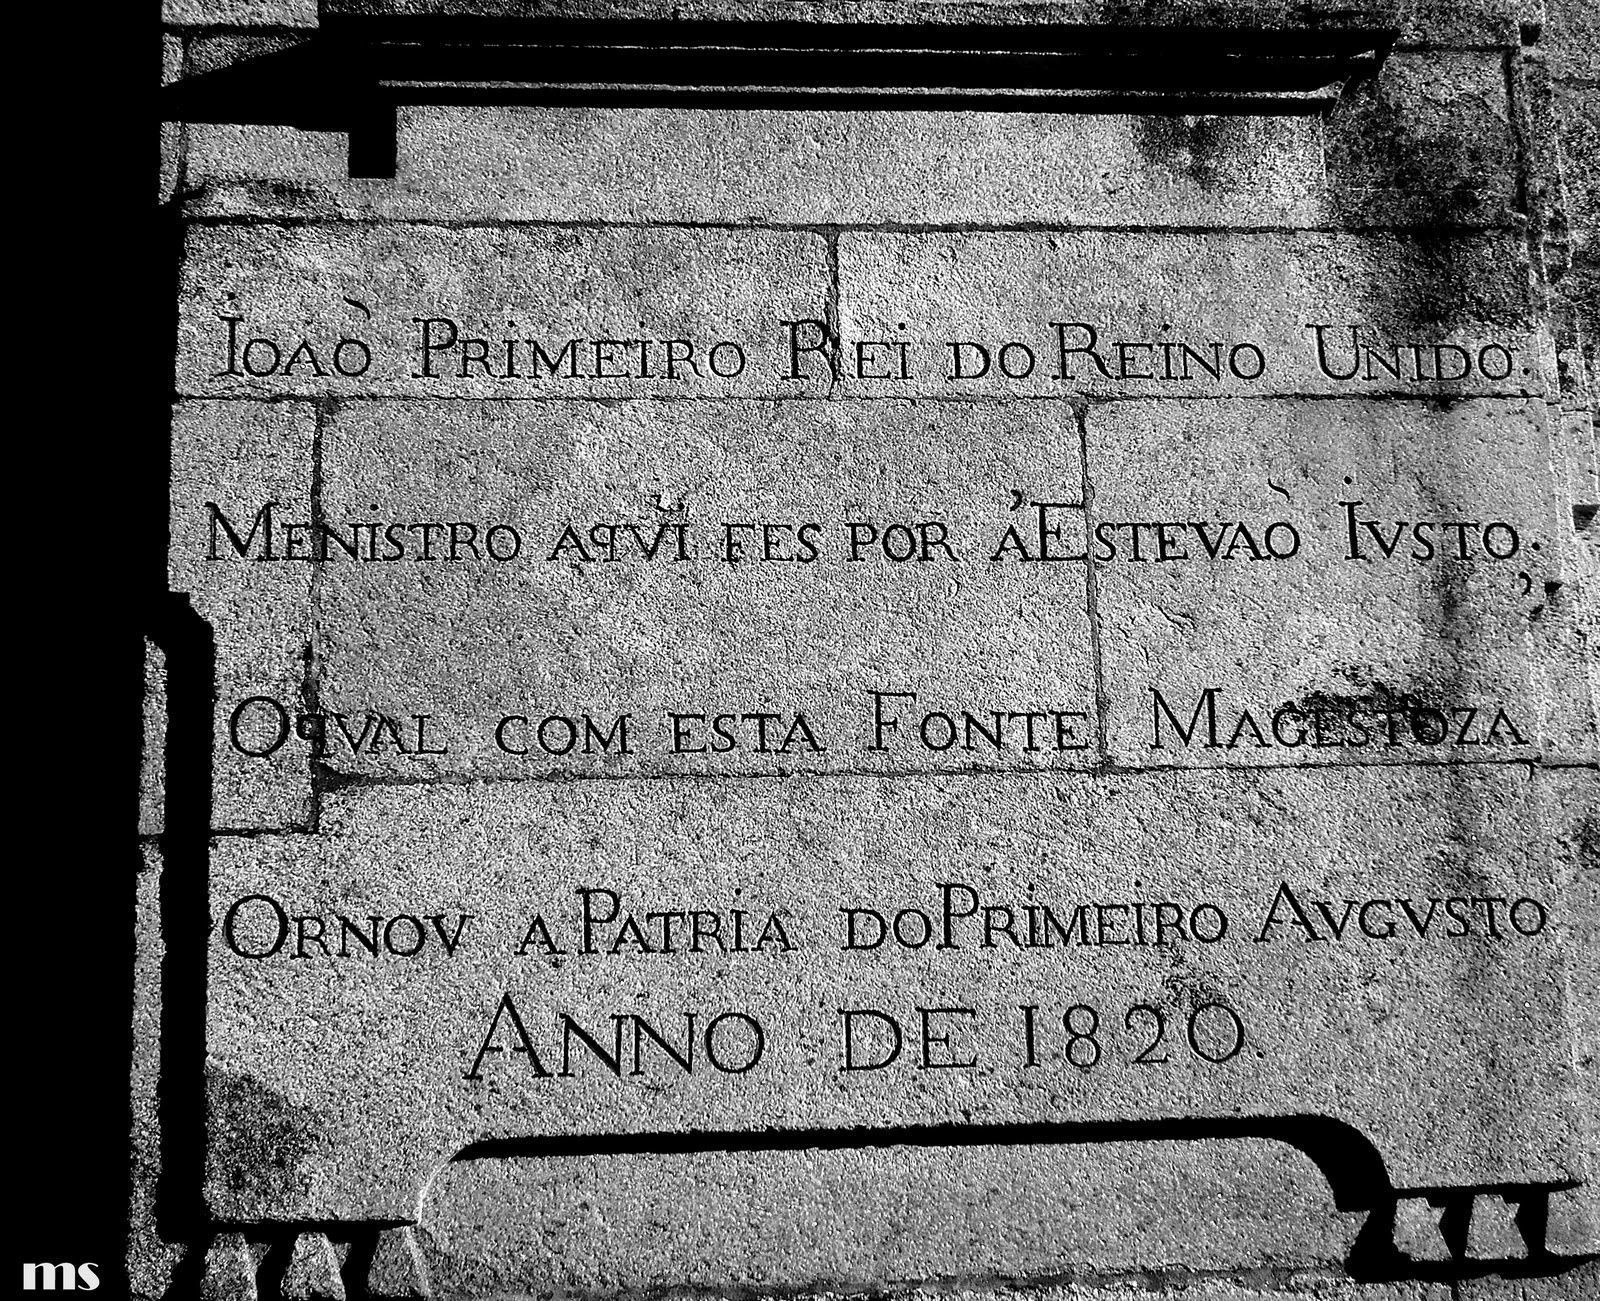 IOAÒ PRIMEIRO REI DO REINO UNIDO.
MENISTRO AQVI FES POR A'ESTEVAÒ IVSTO.
OQVAL COM ESTA FONTE MAGESTOZA
ORNOV A PATRIA DO PRIMEIRO AVGVSTO
ANNO DE 1820.
ms